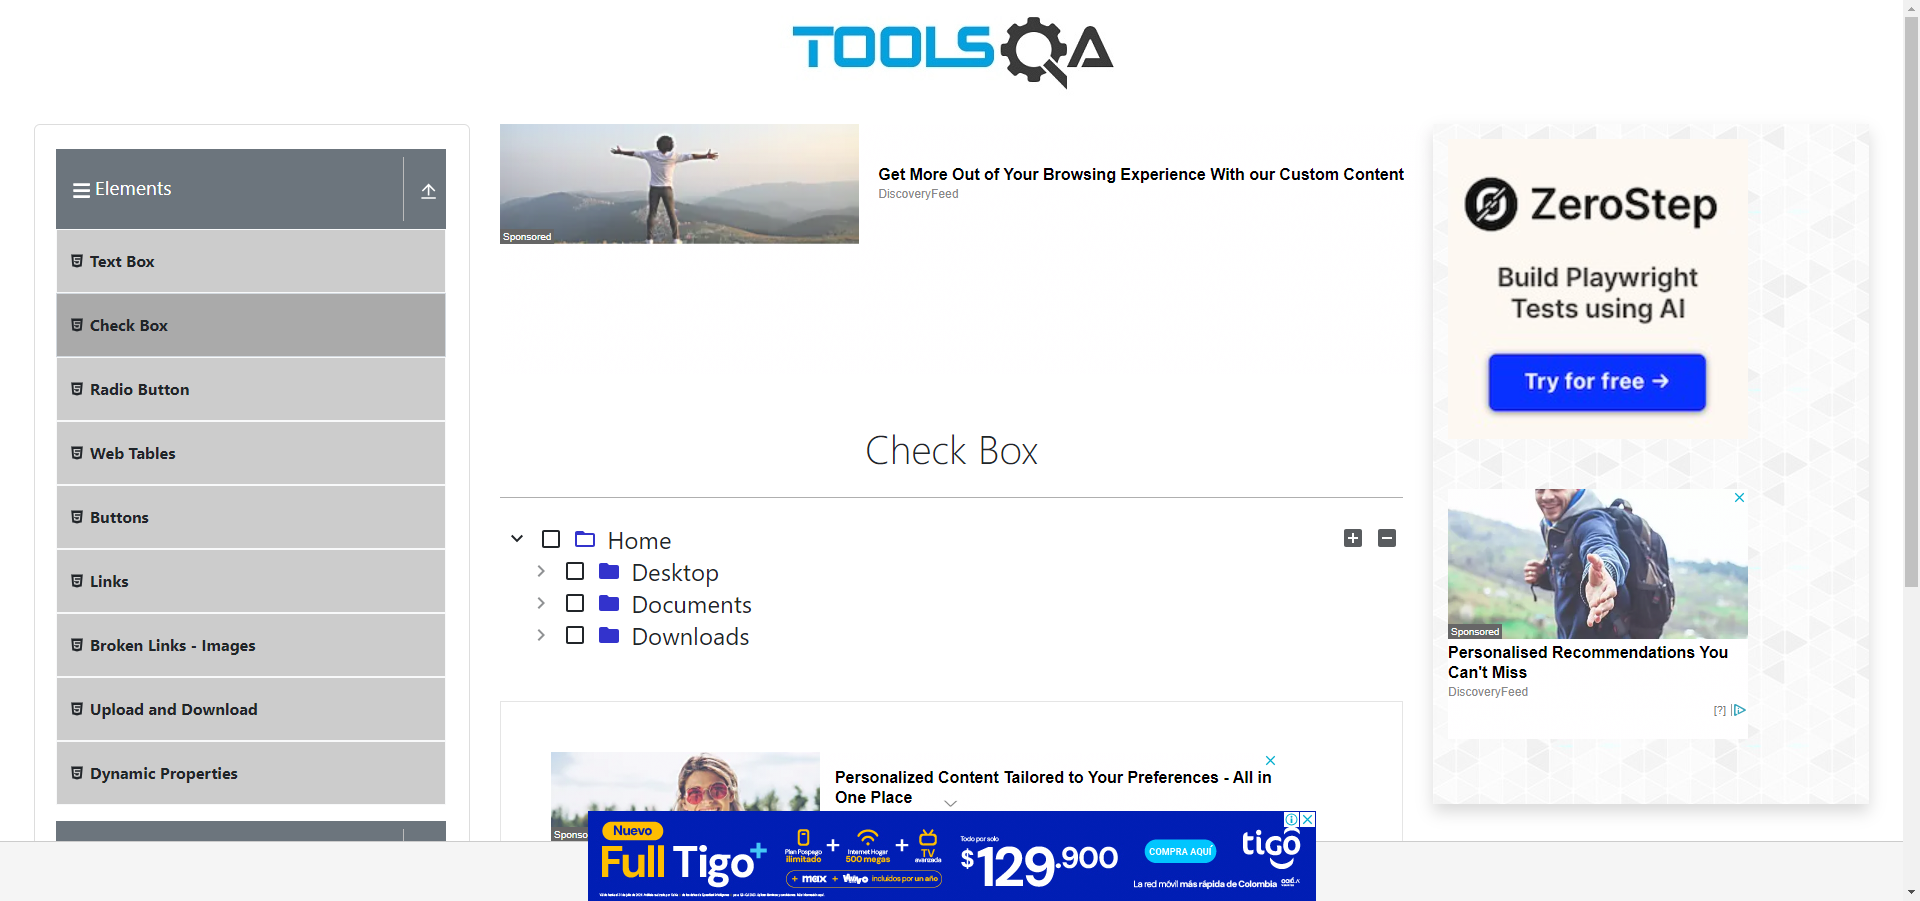 TOOLSQA
Elements
Text Box
Check Box
Radio Button
Web Tables
Buttons
Links
Broken Links - Images
Upload and Download
Dynamic Properties
Sponsored
Get More Out of Your Browsing Experience With our Custom Content
DiscoveryFeed
Check Box
Home
Desktop
Documents
Downloads
Personalized Content Tailored to Your Preferences - All in
One Place
Sponso
ZeroStep
Build Playwright
Tests using AI
Try for free →
Sponsored
Personalised Recommendations You
Can't Miss
DiscoveryFeed
[?]
Nuevo
Full Tigo+
Plan Pospago
ilimitado
+
Internet Hogar
500 megas
+
TV
avanzada
+ max + incluidos por un año
Todo por solo
$129.900
COMPRA AQUÍ
tigo
La red móvil más rápida de Colombia